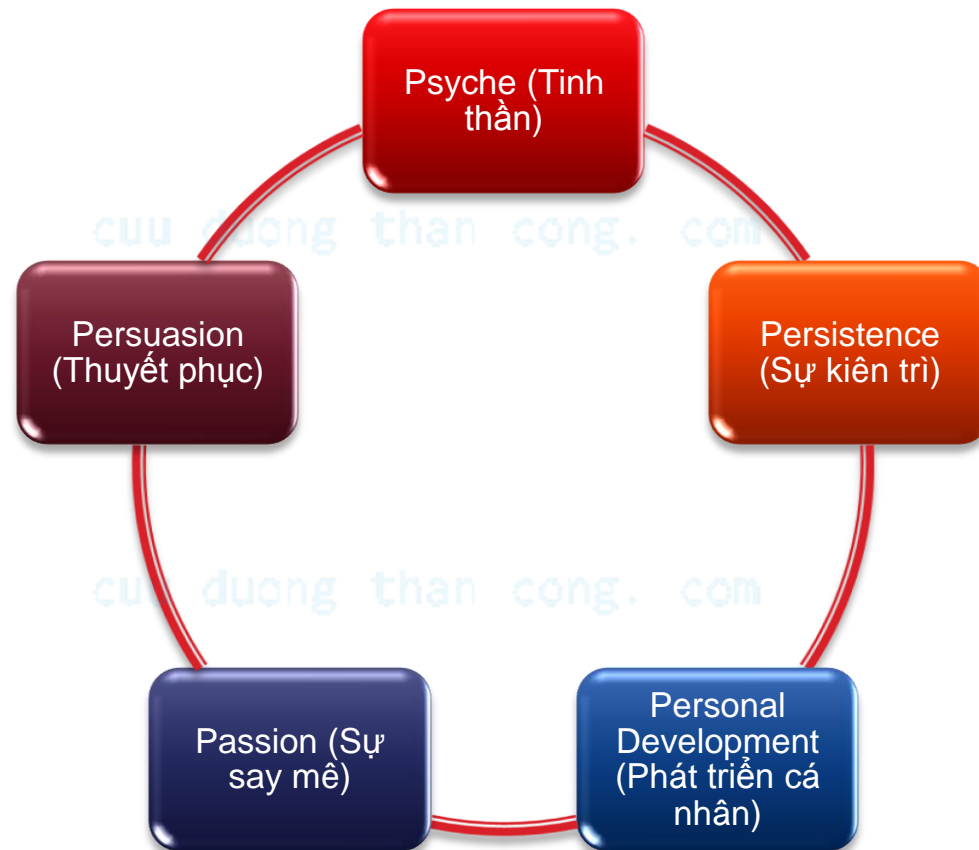 Psyche (Tinh
thần)
cuu duong than cong. com
Persuasion
(Thuyết phục)
Persistence
(Sự kiên trì)
cuu duong than cong. com
Passion (Sự
say mê)
Personal
Development
(Phát triển cá
nhân)